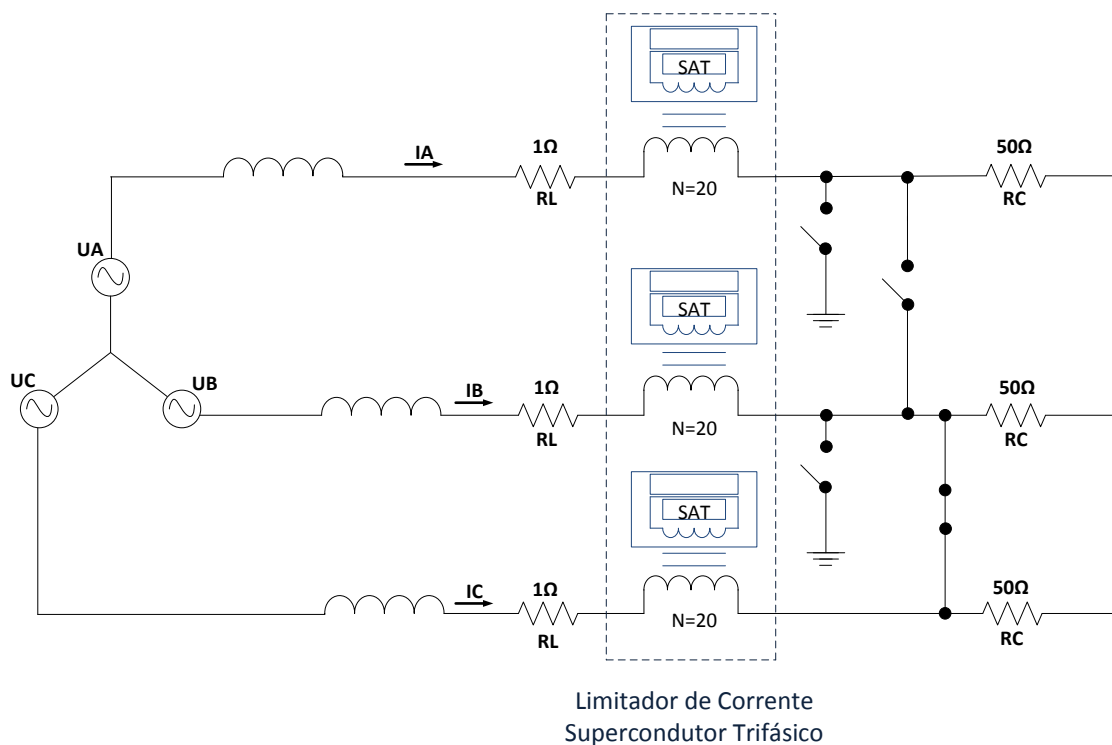 SAT
1Ω
50Ω
IA
RL
N=20
RC
UA
SAT
UC
UB
1Ω
50Ω
IB
RL
N=20
RC
SAT
1Ω
50Ω
IC
RL
N=20
RC
Limitador de Corrente
Supercondutor Trifásico